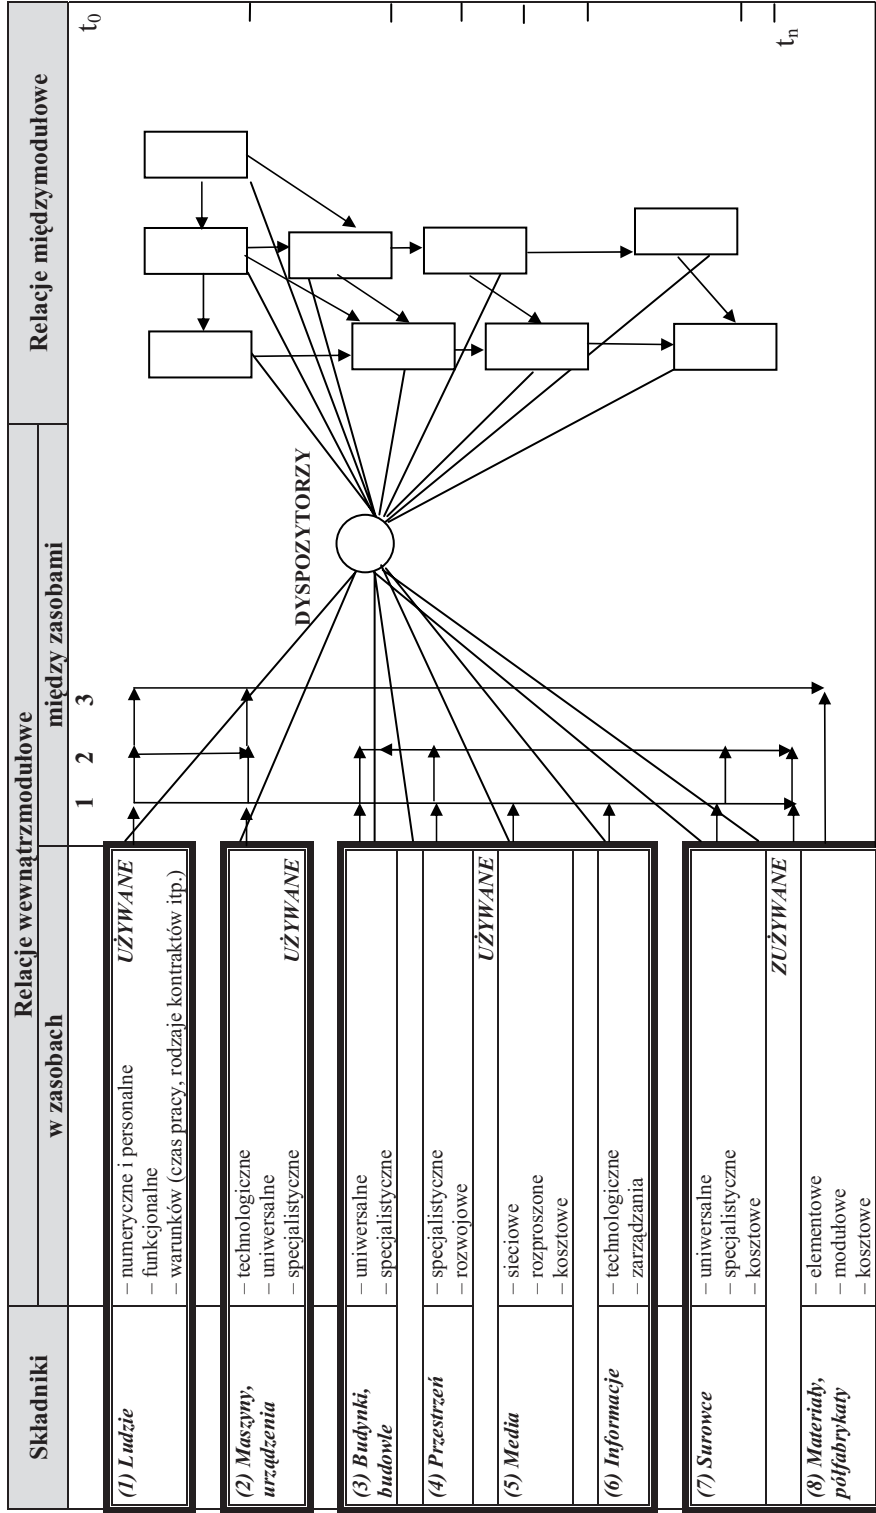 Składniki
Relacje wewnątrzmodułowe
Relacje międzymodułowe
w zasobach
między zasobami
1
2
3
(1) Ludzie
– numeryczne i personalne
– funkcjonalne
– warunków (czas pracy, rodzaje kontraktów itp.)
UŻYWANE
(2) Maszyny,
urządzenia
– technologiczne
– uniwersalne
– specjalistyczne
UŻYWANE
(3) Budynki,
budowle
– uniwersalne
– specjalistyczne
(4) Przestrzeń
– specjalistyczne
– rozwojowe
UŻYWANE
(5) Media
– sieciowe
– rozproszone
– kosztowe
(6) Informacje
– technologiczne
– zarządzania
(7) Surowce
– uniwersalne
– specjalistyczne
– kosztowe
ZUŻYWANE
(8) Materiały,
półfabrykaty
– elementowe
– modułowe
– kosztowe
DYSPOZYTORZY
t0
tn